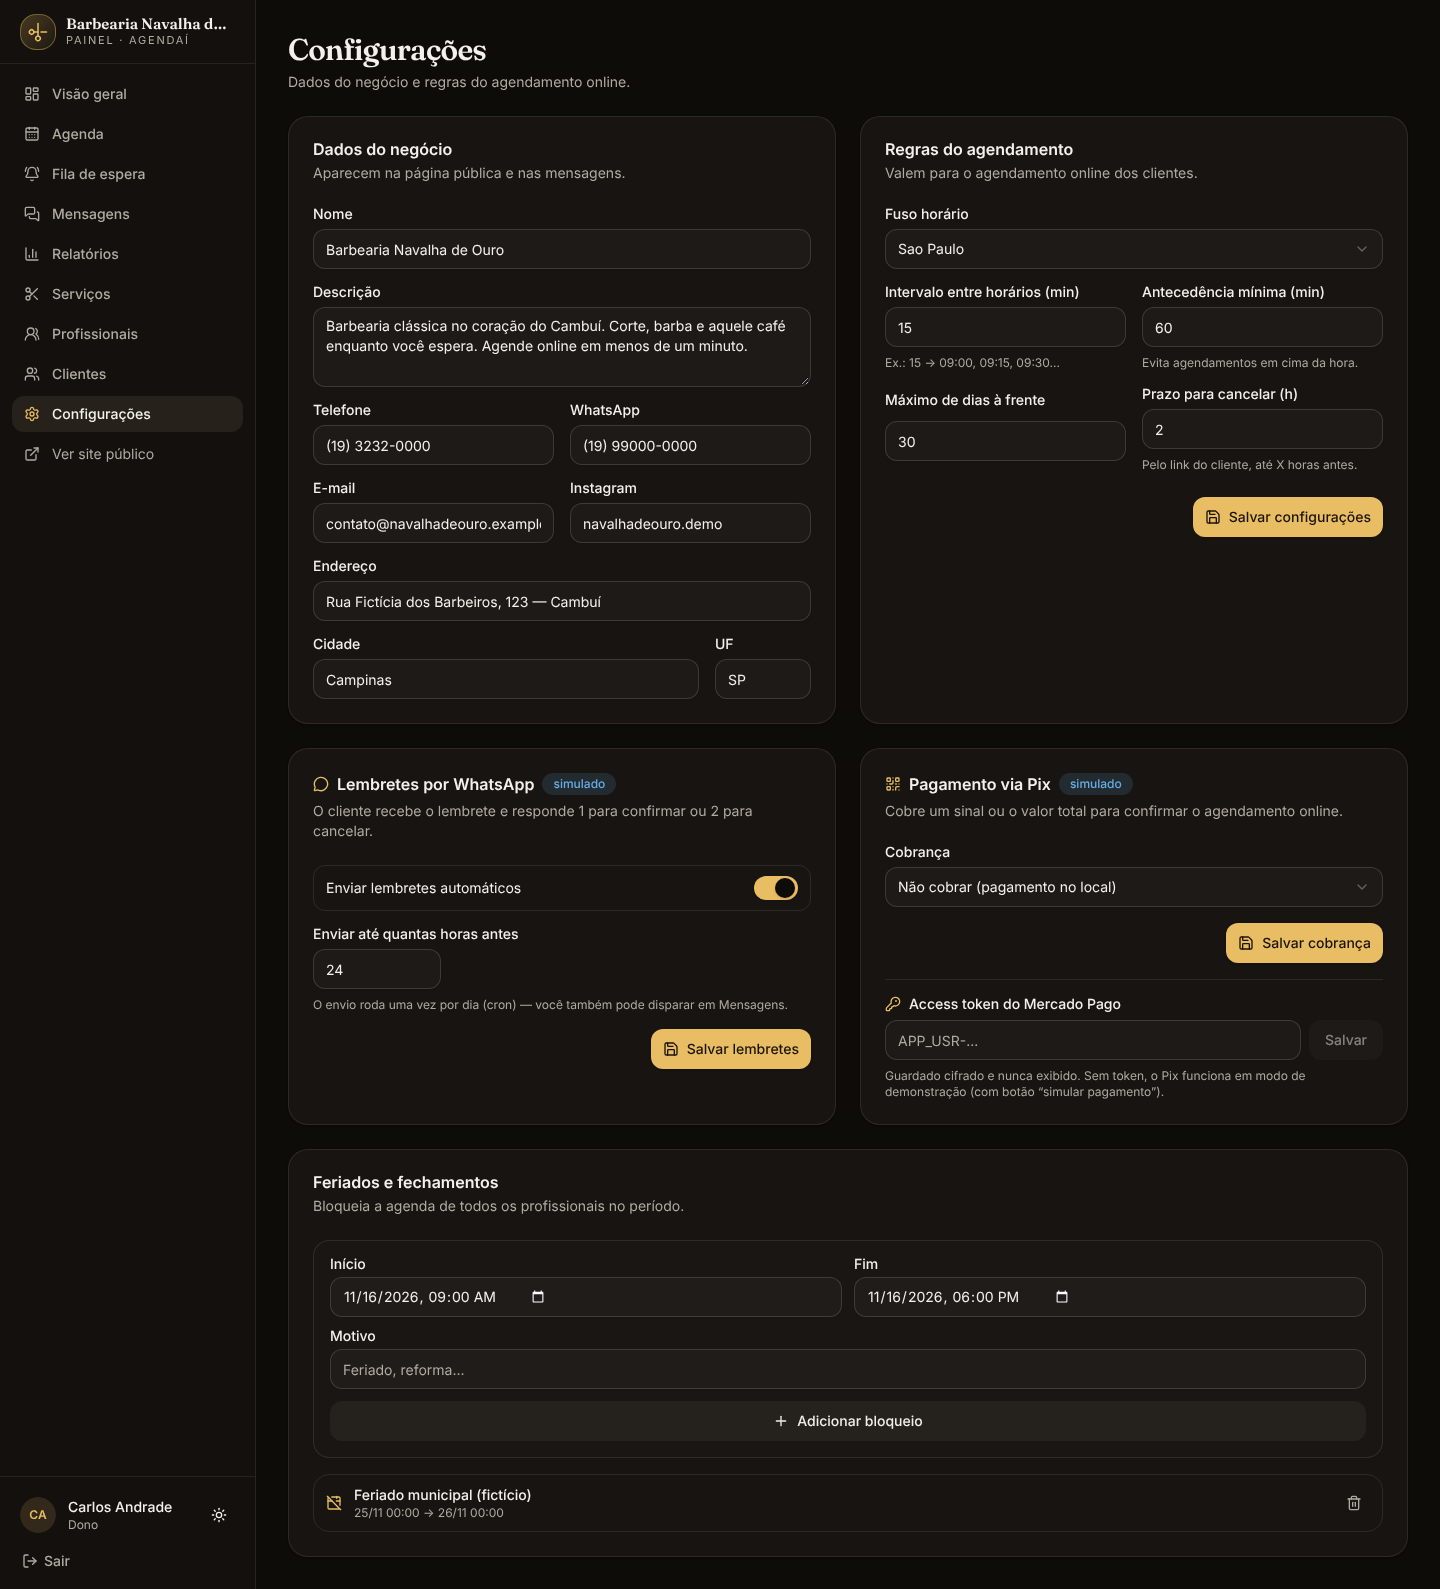 Barbearia Navalha d...
PAINEL · AGENDAÍ
Visão geral
Agenda
Fila de espera
Mensagens
Relatórios
Serviços
Profissionais
Clientes
Configurações
Ver site público
CA
Carlos Andrade
Dono
Sair
Configurações
Dados do negócio e regras do agendamento online.
Dados do negócio
Aparecem na página pública e nas mensagens.
Nome
Barbearia Navalha de Ouro
Descrição
Barbearia clássica no coração do Cambuí. Corte, barba e aquele café
enquanto você espera. Agende online em menos de um minuto.
Telefone
WhatsApp
(19) 3232-0000
(19) 99000-0000
E-mail
Instagram
contato@navalhadeouro.exampl
navalhadeouro.demo
Endereço
Rua Fictícia dos Barbeiros, 123 — Cambuí
Cidade
UF
Campinas
SP
Regras do agendamento
Valem para o agendamento online dos clientes.
Fuso horário
Sao Paulo
Intervalo entre horários (min)
Antecedência mínima (min)
15
60
Ex.: 15 → 09:00, 09:15, 09:30…
Evita agendamentos em cima da hora.
Máximo de dias à frente
Prazo para cancelar (h)
30
2
Pelo link do cliente, até X horas antes.
Salvar configurações
Lembretes por WhatsApp
simulado
O cliente recebe o lembrete e responde 1 para confirmar ou 2 para
cancelar.
Enviar lembretes automáticos
Enviar até quantas horas antes
24
O envio roda uma vez por dia (cron) — você também pode disparar em Mensagens.
Salvar lembretes
Pagamento via Pix
simulado
Cobre um sinal ou o valor total para confirmar o agendamento online.
Cobrança
Não cobrar (pagamento no local)
Salvar cobrança
Access token do Mercado Pago
APP_USR-…
Salvar
Guardado cifrado e nunca exibido. Sem token, o Pix funciona em modo de
demonstração (com botão “simular pagamento”).
Feriados e fechamentos
Bloqueia a agenda de todos os profissionais no período.
Início
Fim
11/16/2026, 09:00 AM
11/16/2026, 06:00 PM
Motivo
Feriado, reforma…
Adicionar bloqueio
Feriado municipal (fictício)
25/11 00:00 → 26/11 00:00